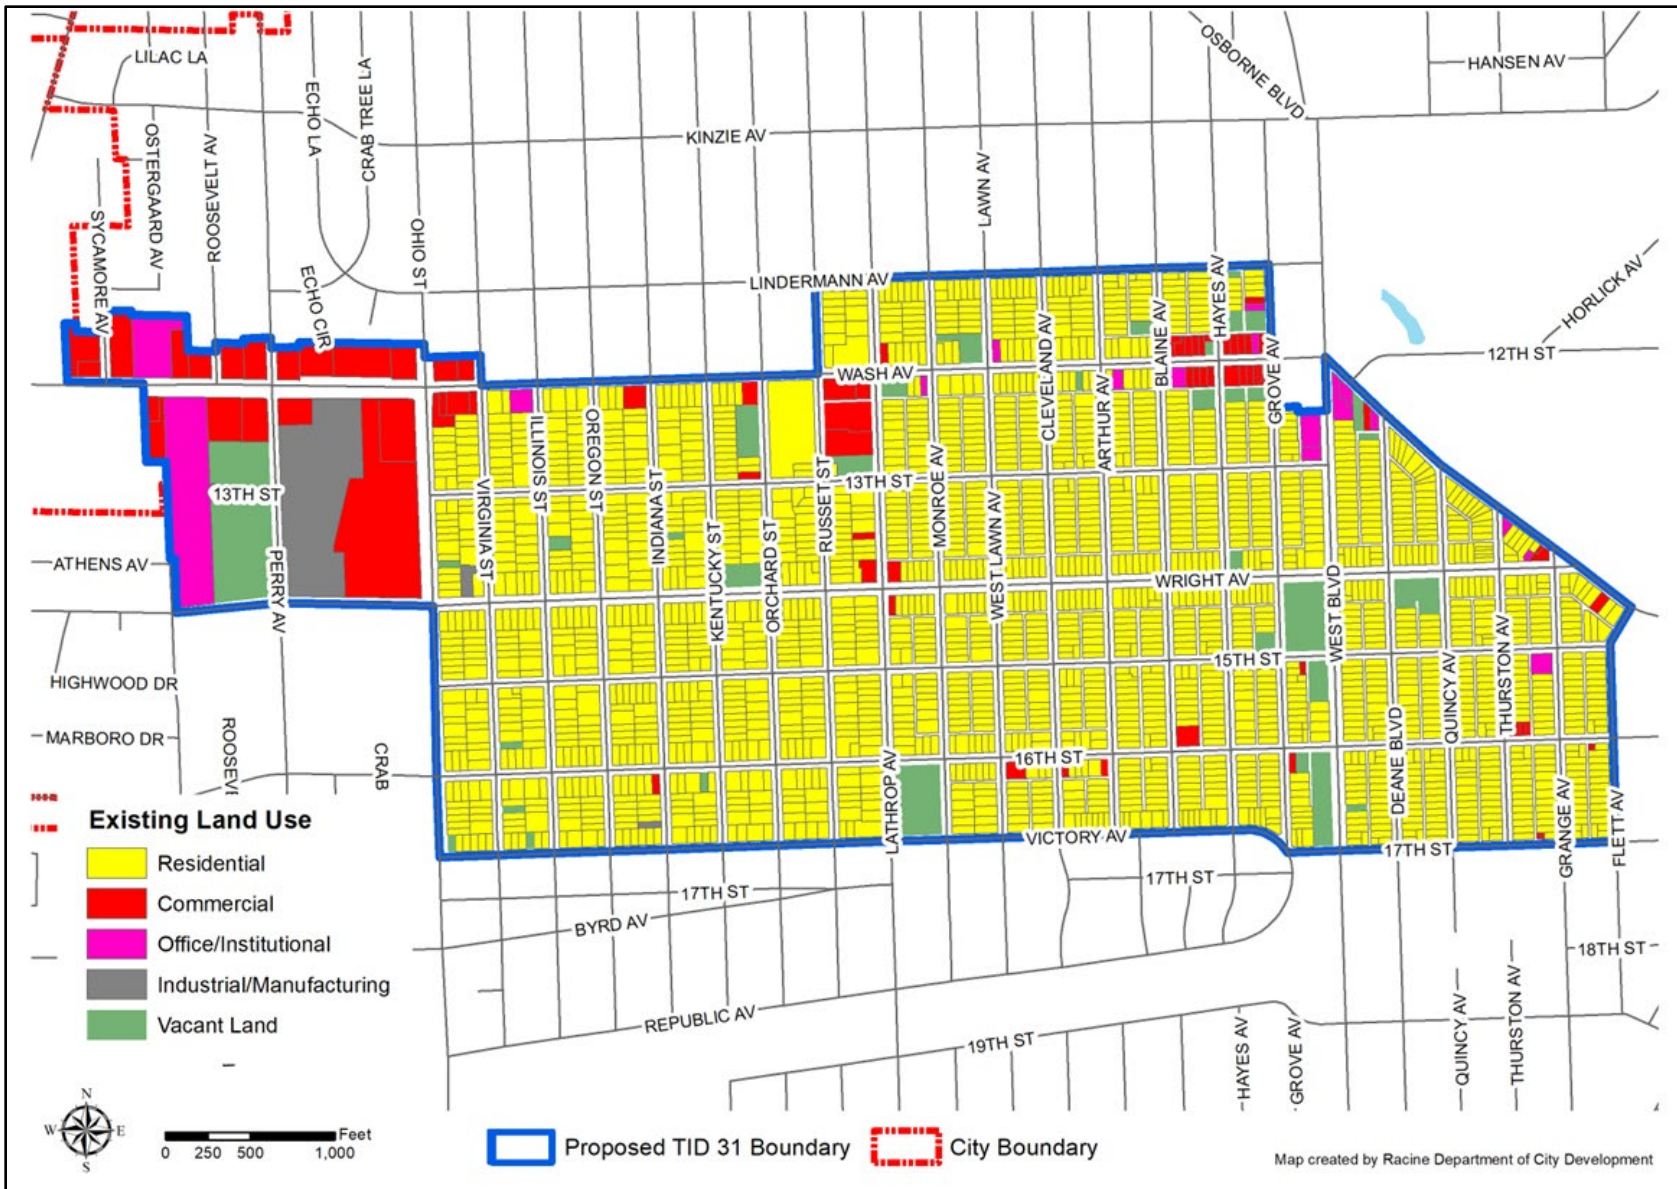 LILAC LA
OSBORNE BLVD
HANSEN AV
ECHO LA
CRAB TREE LA
KINZIE AV
OSTERGAARD AV
ROOSEVELT AV
LAWN AV
SYCAMORE AV
OHIO ST
ECHO CIR
LINDERMANN AV
HAYES AV
HORLICK AV
BLAINE AV
CLEVELAND AV
12TH ST
WASH AV
GROVE AV
ARTHUR AV
ILLINOIS ST
OREGON ST
RUSSET ST
MONROE AV
13TH ST
13TH ST
VIRGINIA ST
INDIANA ST
WEST LAWN AV
KENTUCKY ST
ORCHARD ST
ATHENS AV
PERRY AV
WRIGHT AV
WEST BLVD
THURSTON AV
15TH ST
QUINCY AV
HIGHWOOD DR
MARBORO DR
ROOSEVE
CRAB
DEANE BLVD
16TH ST
LATHROP AV
GRANGE AV
FLETT AV
VICTORY AV
17TH ST
Existing Land Use
Residential
Commercial
Office/Institutional
Industrial/Manufacturing
Vacant Land
17TH ST
17TH ST
BYRD AV
18TH ST
REPUBLIC AV
19TH ST
HAYES AV
GROVE AV
QUINCY AV
THURSTON AV
N
W E
S
Feet
0 250 500 1,000
Proposed TID 31 Boundary
City Boundary
Map created by Racine Department of City Development